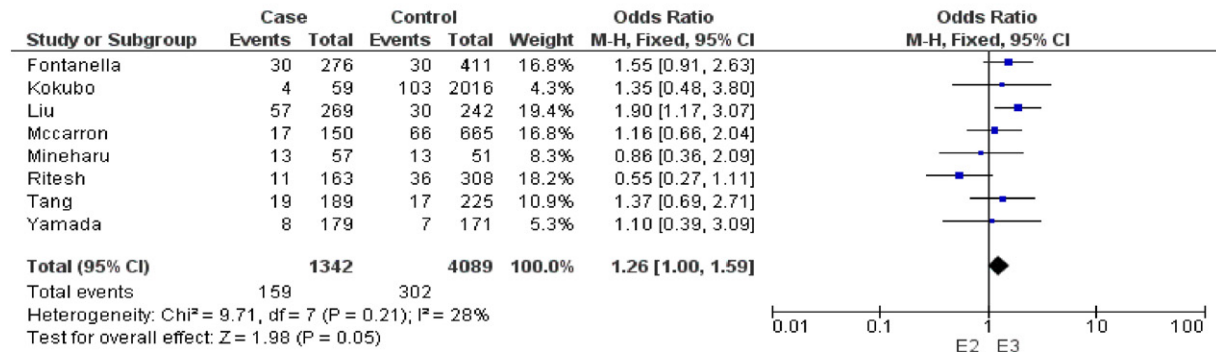 Case Control Odds Ratio Odds Ratio
Study or Subgroup Events Total Events Total Weight M-H, Fixed, 95% CI M-H, Fixed, 95% CI
Fontanella 30 276 30 411 16.8% 1.55 [0.91, 2.63]
Kokubo 4 59 103 2016 4.3% 1.35 [0.48, 3.80]
Liu 57 269 30 242 19.4% 1.90 [1.17, 3.07]
Mccarron 17 150 66 665 16.8% 1.16 [0.66, 2.04]
Mineharu 13 57 13 51 8.3% 0.86 [0.36, 2.09]
Ritesh 11 163 36 308 18.2% 0.55 [0.27, 1.11]
Tang 19 189 17 225 10.9% 1.37 [0.69, 2.71]
Yamada 8 179 7 171 5.3% 1.10 [0.39, 3.09]
Total (95% CI) 1342 4089 100.0% 1.26 [1.00, 1.59]
Total events 159 302
Heterogeneity: Chi² = 9.71, df = 7 (P = 0.21); I² = 28%
Test for overall effect: Z = 1.98 (P = 0.05)
0.01 0.1 1 10 100
E2 E3